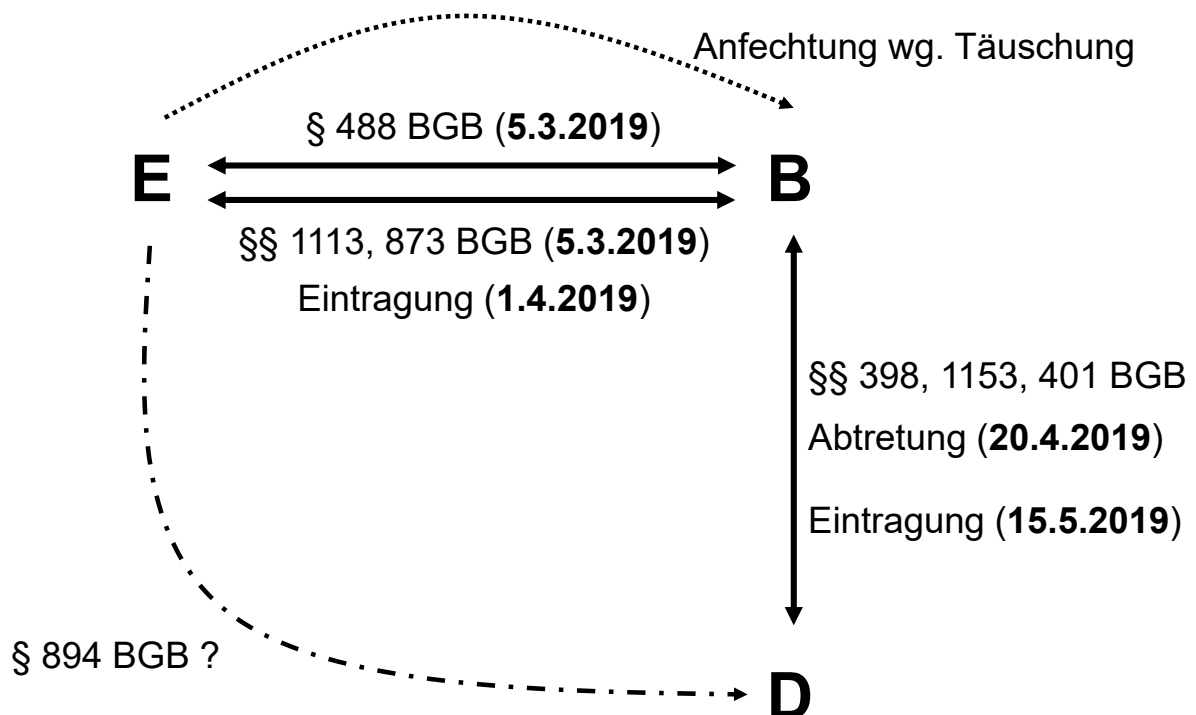 Anfechtung wg. Täuschung
§ 488 BGB (5.3.2019)
E
B
§§ 1113, 873 BGB (5.3.2019)
Eintragung (1.4.2019)
§§ 398, 1153, 401 BGB
Abtretung (20.4.2019)
Eintragung (15.5.2019)
§ 894 BGB ?
D